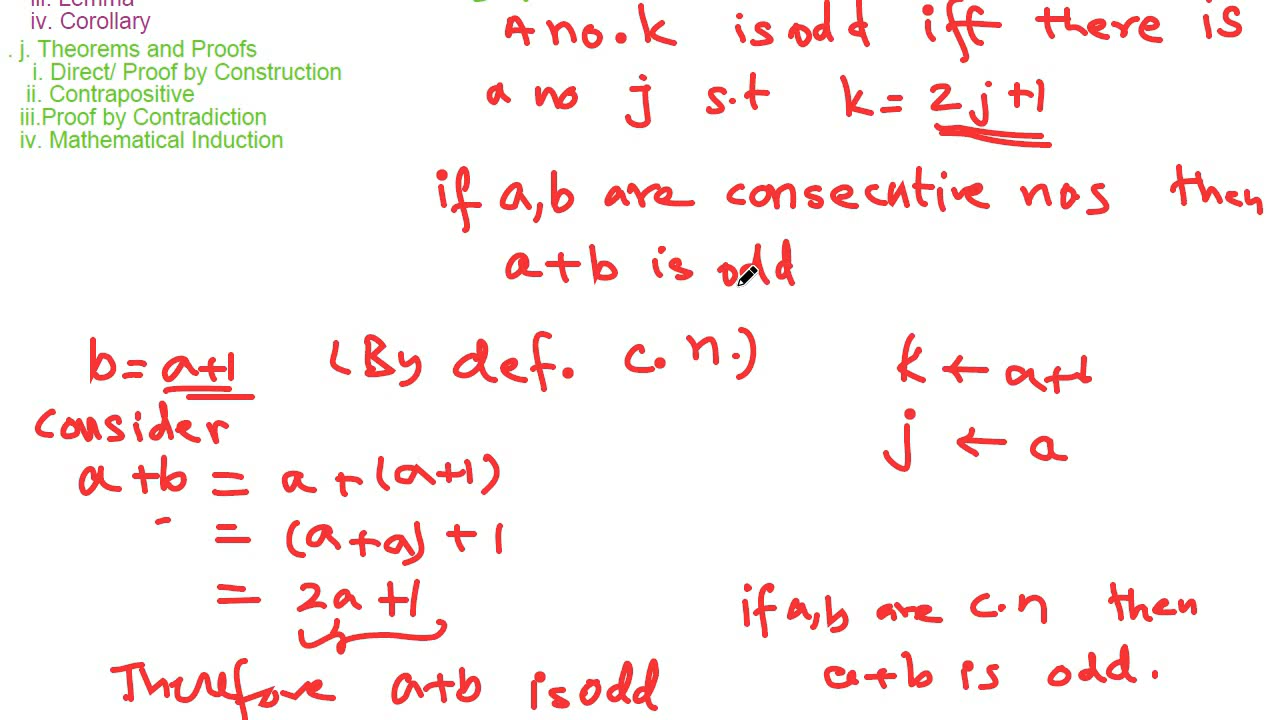 iii. Lemma
iv. Corollary
. j. Theorems and Proofs
i. Direct/ Proof by Construction
ii. Contrapositive
iii.Proof by Contradiction
iv. Mathematical Induction
A no. k is odd iff there is
a no j s.t k = 2j+1
if a,b are consecutive nos then
a+b is odd
b = a+1 (By def. c.n.)
k ← a+1
j ← a
Consider
a+b = a+(a+1)
= (a+a)+1
= 2a+1
Therefore a+b is odd
if a,b are c.n then
a+b is odd.